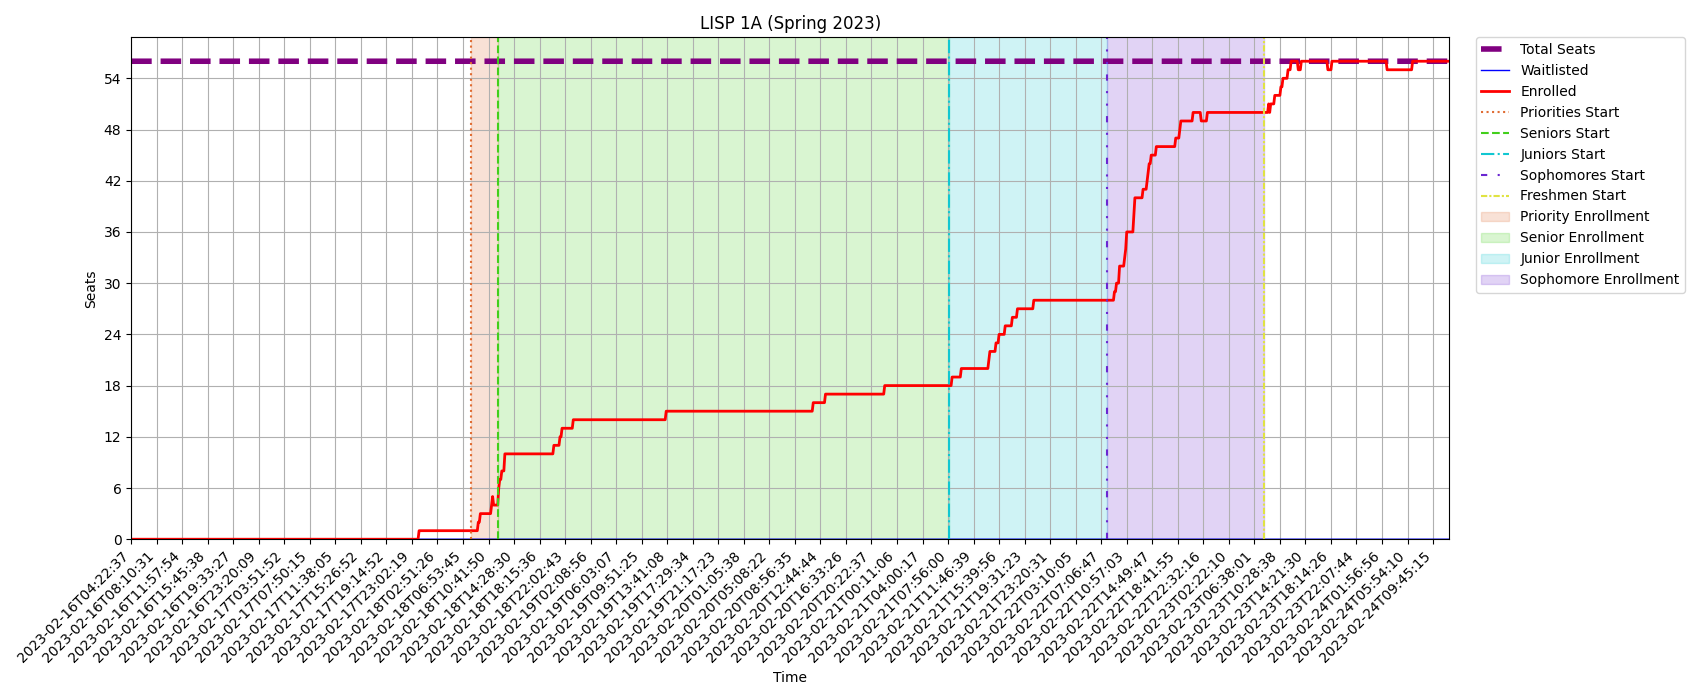 LISP 1A (Spring 2023)
Seats
54
48
42
36
30
24
18
12
6
0
2023-02-16T04:22:37
2023-02-16T08:10:31
2023-02-16T11:57:54
2023-02-16T15:45:38
2023-02-16T19:33:27
2023-02-16T23:20:09
2023-02-17T03:51:52
2023-02-17T07:50:15
2023-02-17T11:38:05
2023-02-17T15:26:52
2023-02-17T19:14:52
2023-02-17T23:02:19
2023-02-18T02:51:26
2023-02-18T06:53:45
2023-02-18T10:41:50
2023-02-18T14:28:30
2023-02-18T18:15:36
2023-02-18T22:02:43
2023-02-19T02:08:56
2023-02-19T06:03:07
2023-02-19T09:51:25
2023-02-19T13:41:08
2023-02-19T17:29:34
2023-02-19T21:17:23
2023-02-20T01:05:38
2023-02-20T05:08:22
2023-02-20T08:56:35
2023-02-20T12:44:44
2023-02-20T16:33:26
2023-02-20T20:22:37
2023-02-21T00:11:06
2023-02-21T04:00:17
2023-02-21T07:56:00
2023-02-21T11:46:39
2023-02-21T15:39:56
2023-02-21T19:31:23
2023-02-21T23:20:31
2023-02-22T03:10:05
2023-02-22T07:06:47
2023-02-22T10:57:03
2023-02-22T14:49:47
2023-02-22T18:41:55
2023-02-22T22:32:16
2023-02-23T02:22:10
2023-02-23T06:38:01
2023-02-23T10:28:38
2023-02-23T14:21:30
2023-02-23T18:14:26
2023-02-23T22:07:44
2023-02-24T01:56:56
2023-02-24T05:54:10
2023-02-24T09:45:15
Time
Total Seats
Waitlisted
Enrolled
Priorities Start
Seniors Start
Juniors Start
Sophomores Start
Freshmen Start
Priority Enrollment
Senior Enrollment
Junior Enrollment
Sophomore Enrollment